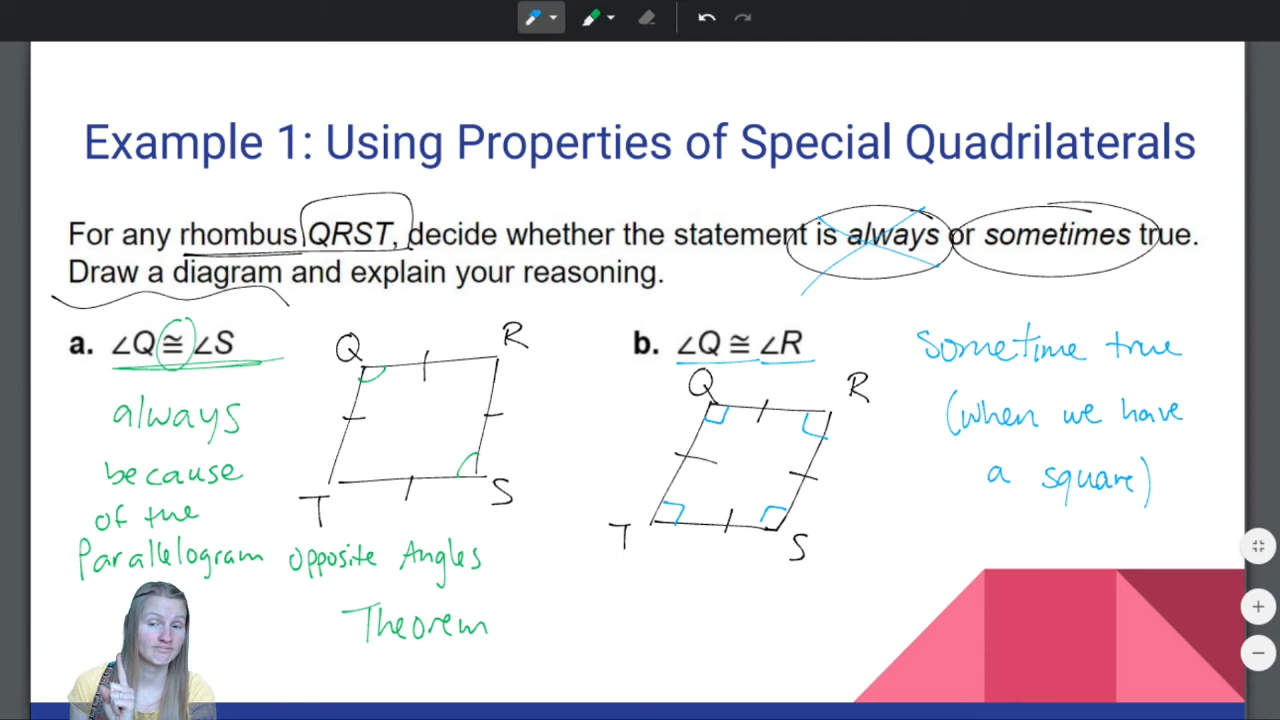 Example 1: Using Properties of Special Quadrilaterals
For any rhombus QRST, decide whether the statement is always or sometimes true.
Draw a diagram and explain your reasoning.
a. ∠Q ≅ ∠S
always
because
of the
Parallelogram opposite Angles
Theorem
Q
R
T
S
b. ∠Q ≅ ∠R
Q
R
T
S
Sometime true
(when we have
a square)